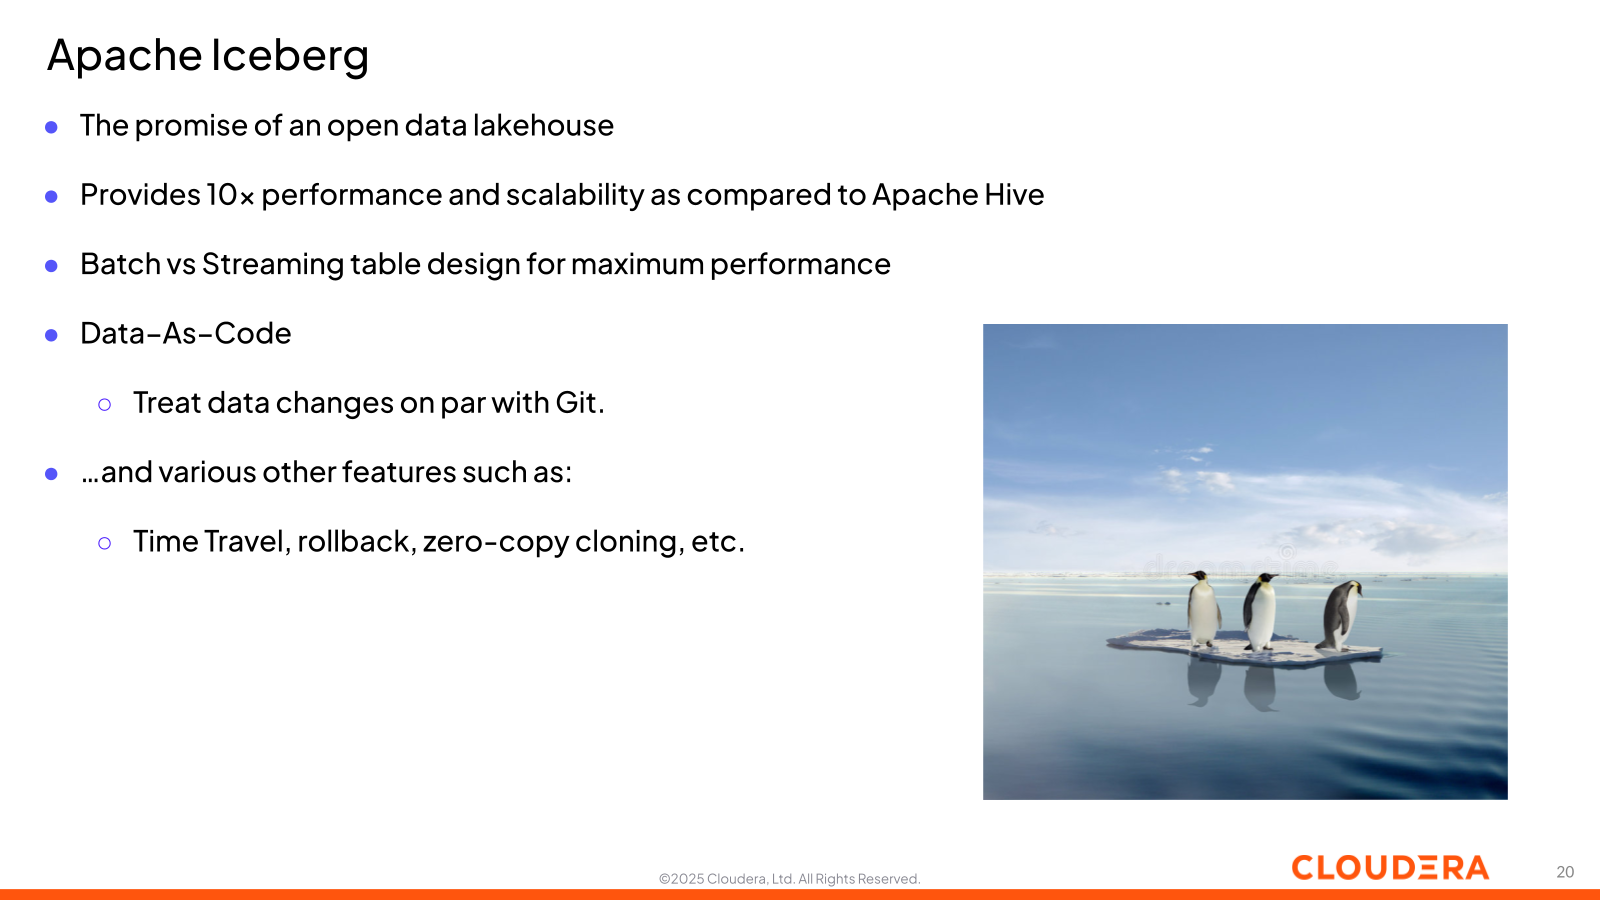 Apache Iceberg
● The promise of an open data lakehouse
● Provides 10× performance and scalability as compared to Apache Hive
● Batch vs Streaming table design for maximum performance
● Data–As–Code
○ Treat data changes on par with Git.
● …and various other features such as:
○ Time Travel, rollback, zero-copy cloning, etc.
dreamstime
©2025 Cloudera, Ltd. All Rights Reserved.
CLOUDERA
20